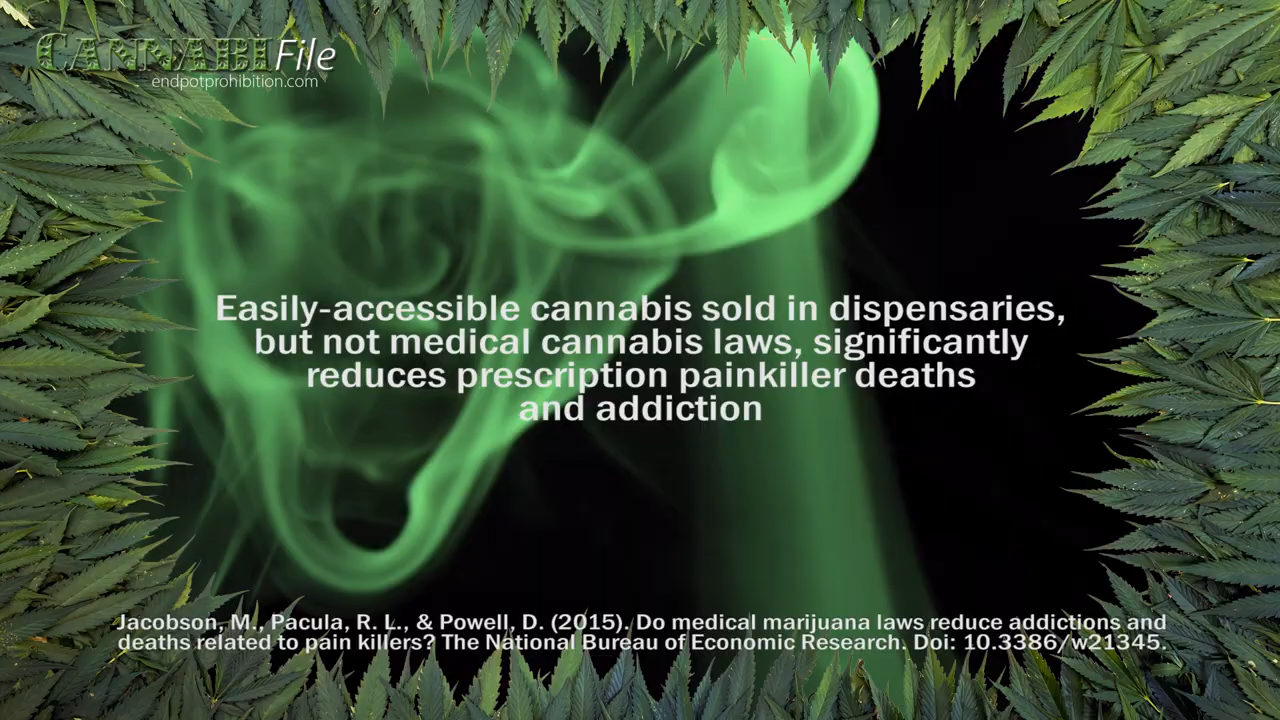 CANNABIFile
endpotprohibition.com
Easily-accessible cannabis sold in dispensaries,
but not medical cannabis laws, significantly
reduces prescription painkiller deaths
and addiction
Jacobson, M., Pacula, R. L., & Powell, D. (2015). Do medical marijuana laws reduce addictions and
deaths related to pain killers? The National Bureau of Economic Research. Doi: 10.3386/w21345.